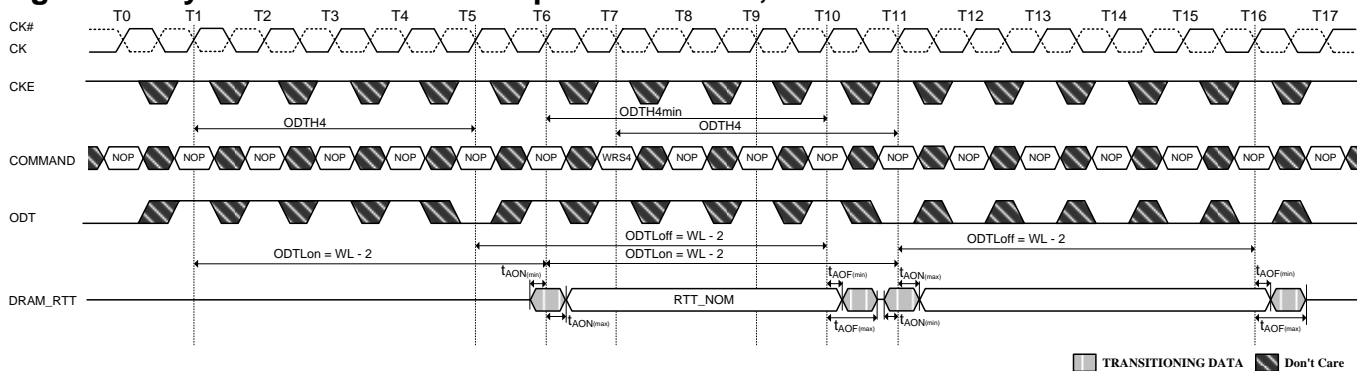 T0 T1 T2 T3 T4 T5 T6 T7 T8 T9 T10 T11 T12 T13 T14 T15 T16 T17
CK#
CK
CKE
ODTH4min
ODTH4 ODTH4
COMMAND NOP NOP NOP NOP NOP NOP NOP WRS4 NOP NOP NOP NOP NOP NOP NOP NOP NOP NOP
ODT
ODTLoff = WL - 2 ODTLoff = WL - 2
ODTLon = WL - 2 ODTLon = WL - 2
tAON(min) tAOF(min) tAON(max) tAOF(min)
DRAM_RTT RTT_NOM
tAON(max) tAOF(max) tAON(min) tAOF(max)
TRANSITIONING DATA Don't Care